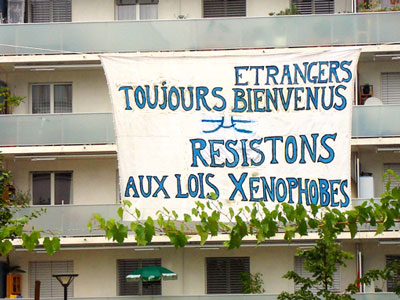 ETRANGERS
TOUJOURS BIENVENUS
RESISTONS
AUX LOIS XENOPHOBES